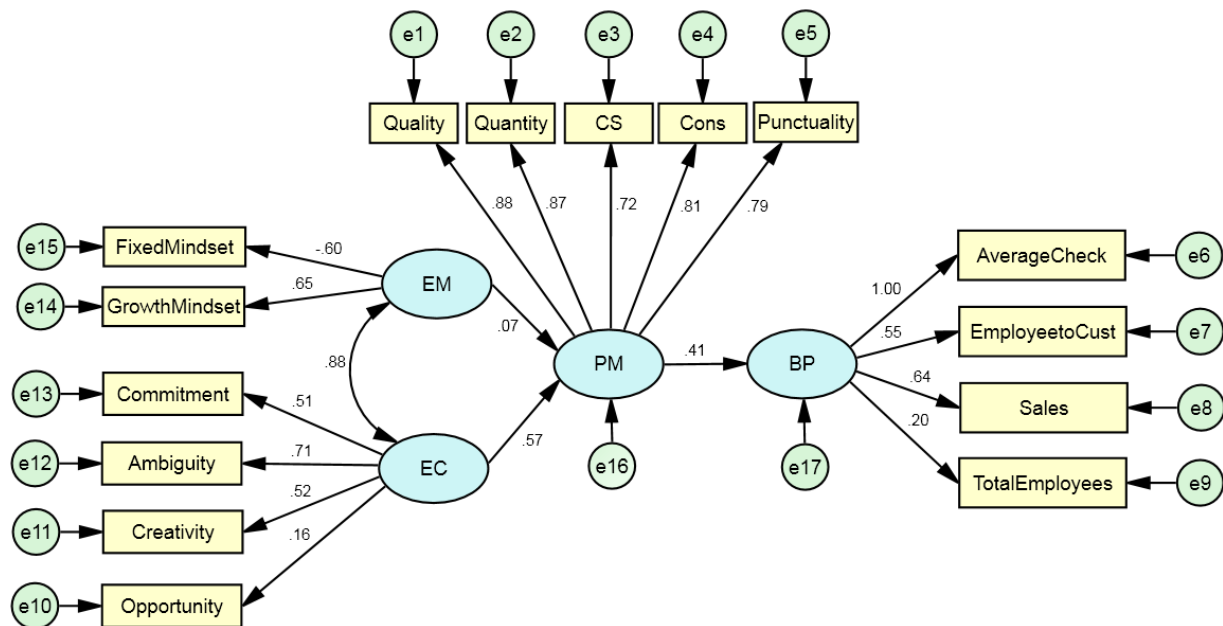 e1
e2
e3
e4
e5
Quality
Quantity
CS
Cons
Punctuality
.88
.87
.72
.81
.79
e15
FixedMindset
-.60
e14
GrowthMindset
.65
EM
.07
.88
e13
Commitment
.51
e12
Ambiguity
.71
EC
.57
e11
Creativity
.52
e10
Opportunity
.16
PM
.41
BP
e16
e17
1.00
AverageCheck
e6
.55
EmployeetoCust
e7
.64
Sales
e8
.20
TotalEmployees
e9